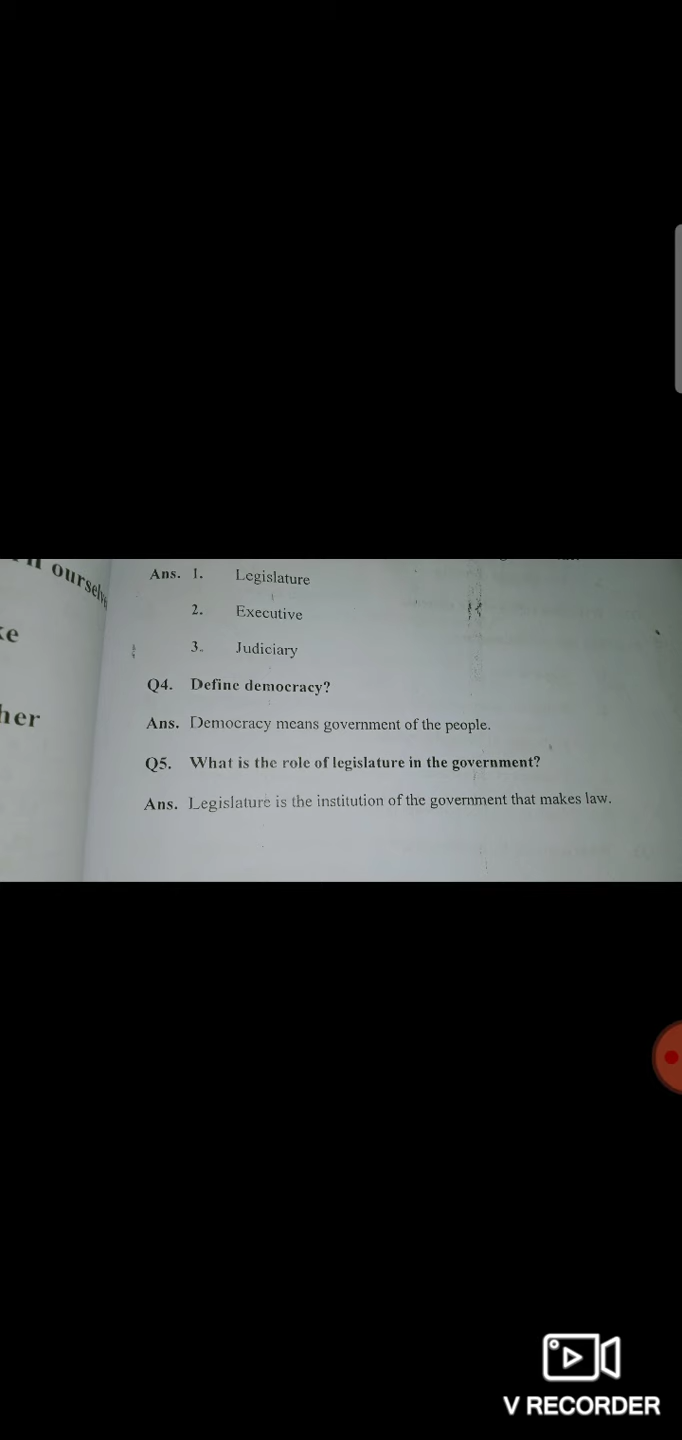 ourselve
ke
her
Ans. 1. Legislature
2. Executive
3. Judiciary
Q4. Define democracy?
Ans. Democracy means government of the people.
Q5. What is the role of legislature in the government?
Ans. Legislature is the institution of the government that makes law.
V RECORDER